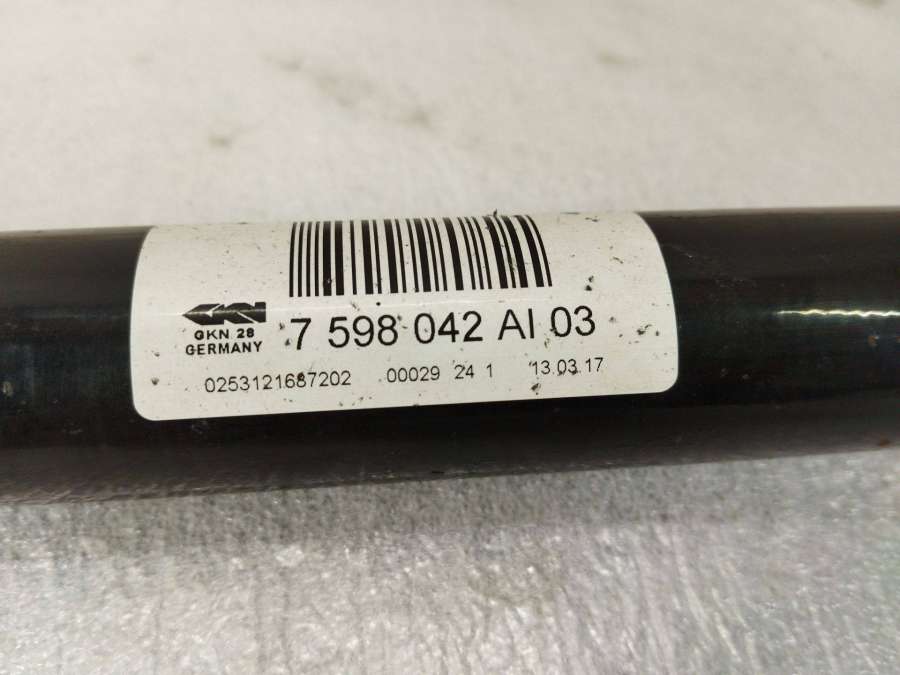 GKN
GKN 28
GERMANY
7 598 042 AI 03
0253121687202 00029 24 1 13.03.17